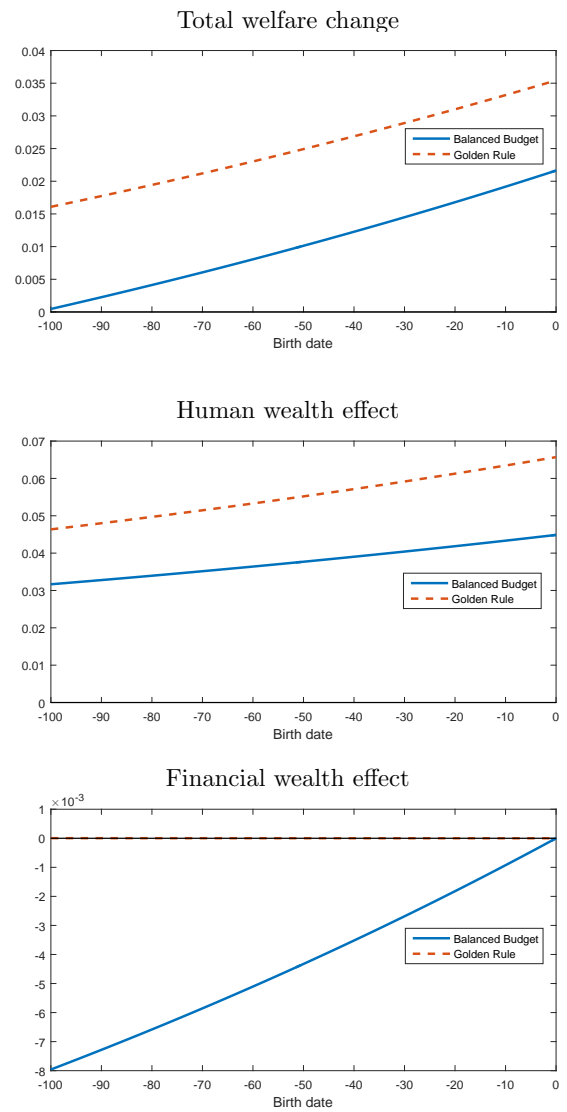 Total welfare change
0.04
0.035
0.03
0.025
0.02
0.015
0.01
0.005
0
Balanced Budget
Golden Rule
-100 -90 -80 -70 -60 -50 -40 -30 -20 -10 0
Birth date
Human wealth effect
0.07
0.06
0.05
0.04
0.03
0.02
0.01
0
Balanced Budget
Golden Rule
-100 -90 -80 -70 -60 -50 -40 -30 -20 -10 0
Birth date
Financial wealth effect
×10-3
1
0
-1
-2
-3
-4
-5
-6
-7
-8
Balanced Budget
Golden Rule
-100 -90 -80 -70 -60 -50 -40 -30 -20 -10 0
Birth date